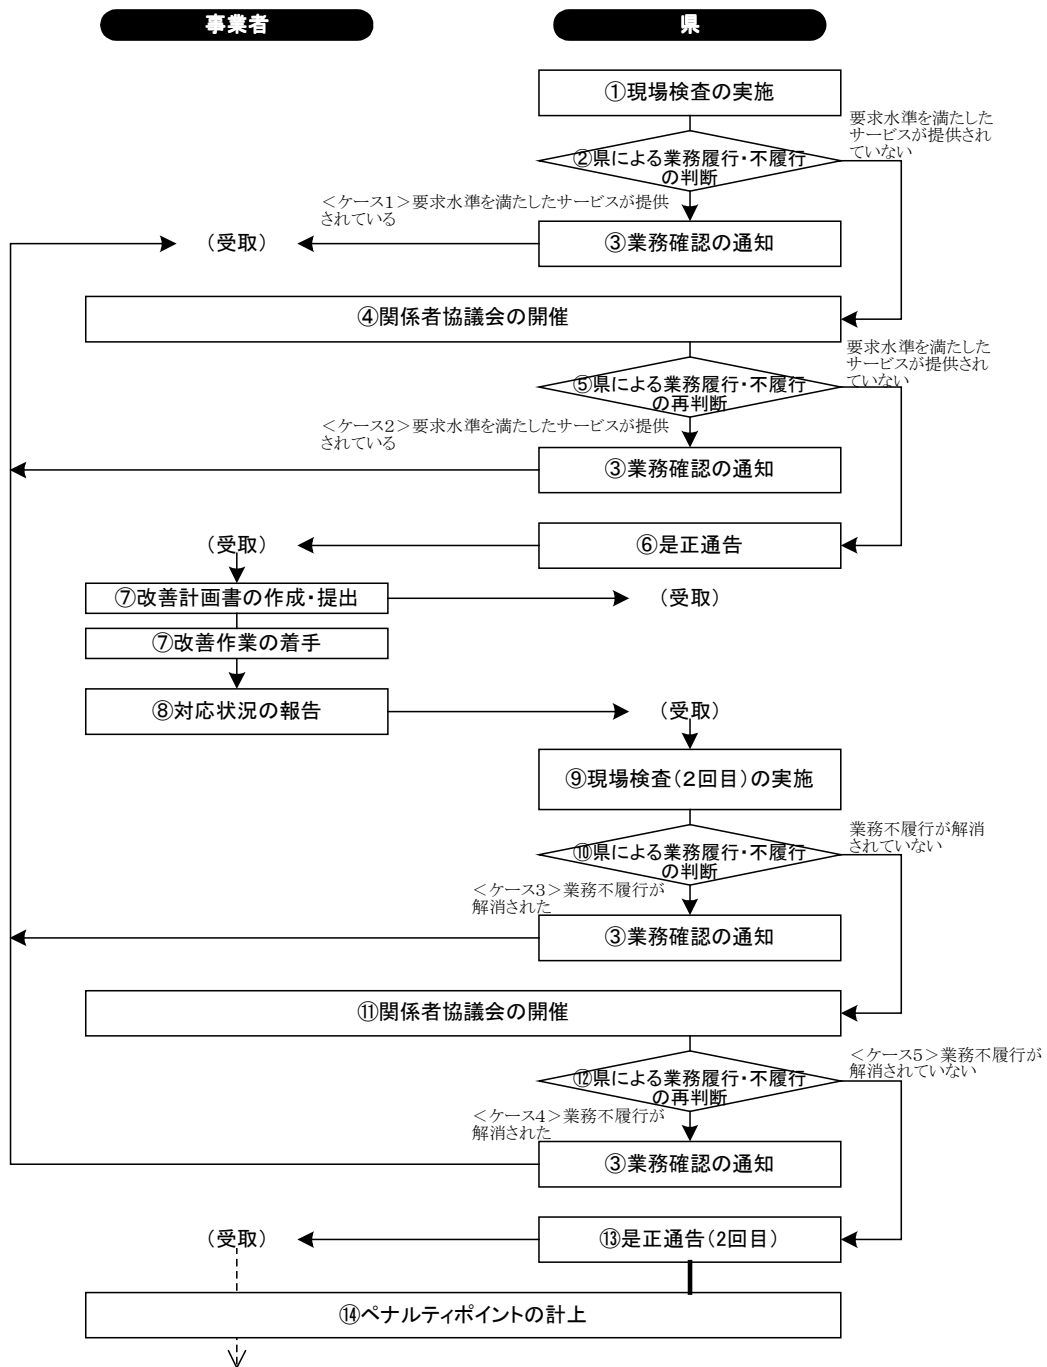 事業者
県
①現場検査の実施
要求水準を満たした
サービスが提供され
ていない
②県による業務履行・不履行
の判断
＜ケース1＞要求水準を満たしたサービスが提供
されている
（受取）
③業務確認の通知
④関係者協議会の開催
要求水準を満たした
サービスが提供され
ていない
⑤県による業務履行・不履行
の再判断
＜ケース2＞要求水準を満たしたサービスが提供
されている
③業務確認の通知
（受取）
⑥是正通告
⑦改善計画書の作成・提出
（受取）
⑦改善作業の着手
⑧対応状況の報告
（受取）
⑨現場検査（２回目）の実施
業務不履行が解消
されていない
⑩県による業務履行・不履行
の判断
＜ケース3＞業務不履行が
解消された
③業務確認の通知
⑪関係者協議会の開催
＜ケース5＞業務不履行が
解消されていない
⑫県による業務履行・不履行
の再判断
＜ケース4＞業務不履行が
解消された
③業務確認の通知
（受取）
⑬是正通告（2回目）
⑭ペナルティポイントの計上